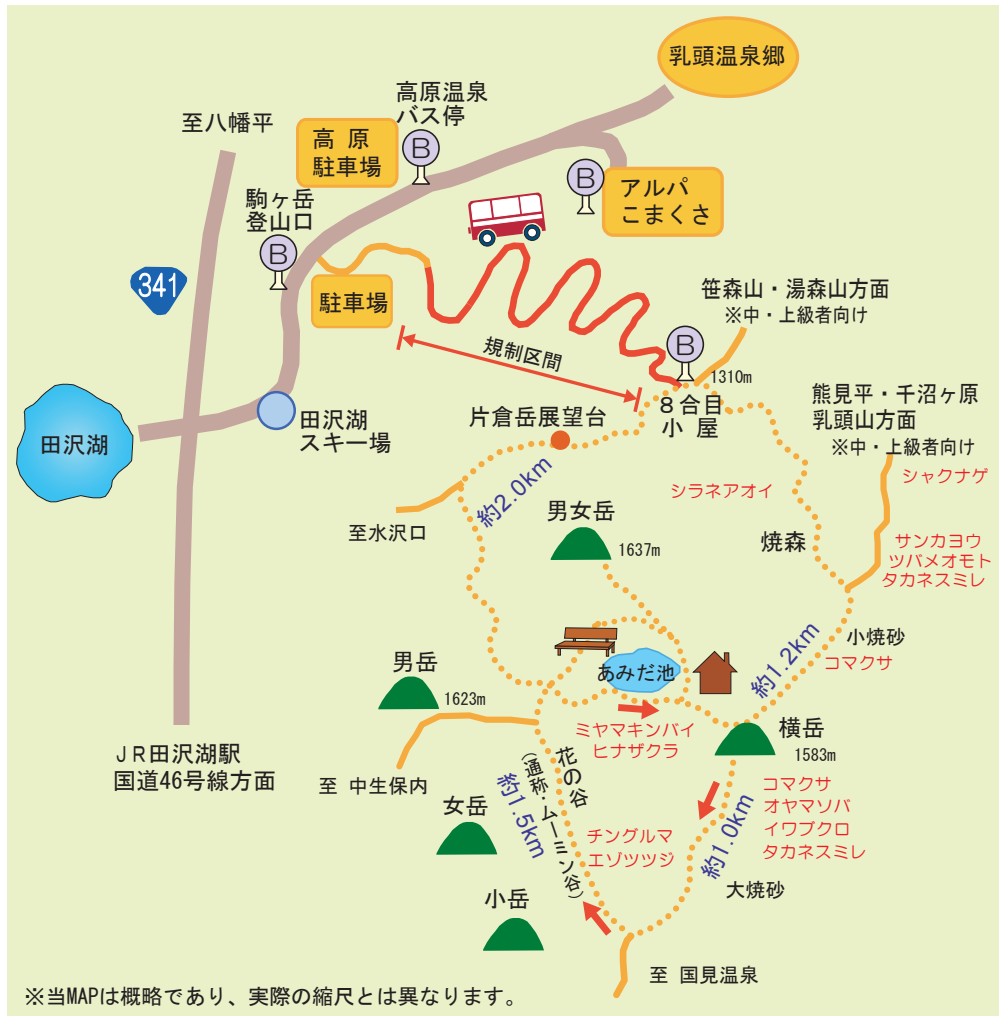 乳頭温泉郷
高原温泉
バス停
至八幡平
高 原
駐車場
B
B
アルパ
こまくさ
駒ヶ岳
登山口
B
341
駐車場
笹森山・湯森山方面
※中・上級者向け
規制区間
B
1310m
8合目
小 屋
熊見平・千沼ヶ原
乳頭山方面
※中・上級者向け
田沢湖
田沢湖
スキー場
片倉岳展望台
シャクナゲ
シラネアオイ
約2.0km
至水沢口
男女岳
1637m
焼森
サンカヨウ
ツバメオモト
タカネスミレ
小焼砂
コマクサ
約1.2km
あみだ池
男岳
1623m
ミヤマキンバイ
ヒナザクラ
横岳
1583m
JR田沢湖駅
国道46号線方面
至 中生保内
花の谷
(通称・ムーミン谷)
約1.5km
コマクサ
オヤマソバ
イワブクロ
タカネスミレ
約1.0km
女岳
チングルマ
エゾツツジ
大焼砂
小岳
至 国見温泉
※当MAPは概略であり、実際の縮尺とは異なります。